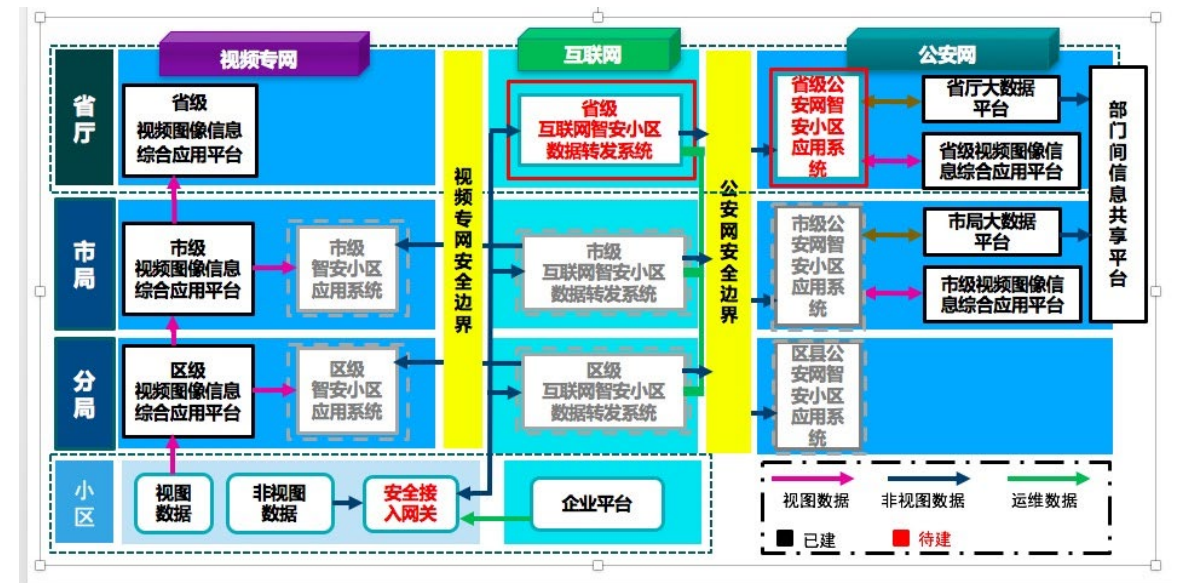 视频专网
互联网
公安网
省
厅
省级
视频图像信息
综合应用平台
视频专网安全边界
省级
互联网智安小区
数据转发系统
公安网安全边界
省级公
安网智
安小区
应用系
统
省厅大数据
平台
省级视频图像信
息综合应用平台
部门间信息共享平台
市
局
市级
视频图像信息
综合应用平台
市级
智安小区
应用系统
市级
互联网智安小区
数据转发系统
市级公
安网智
安小区
应用系
统
市局大数据
平台
市级视频图像信
息综合应用平台
分
局
区级
视频图像信息
综合应用平台
区级
智安小区
应用系统
区级
互联网智安小区
数据转发系统
区县公
安网智
安小区
应用系
统
小
区
视图
数据
非视图
数据
安全接
入网关
企业平台
视图数据
非视图数据
运维数据
已建
待建